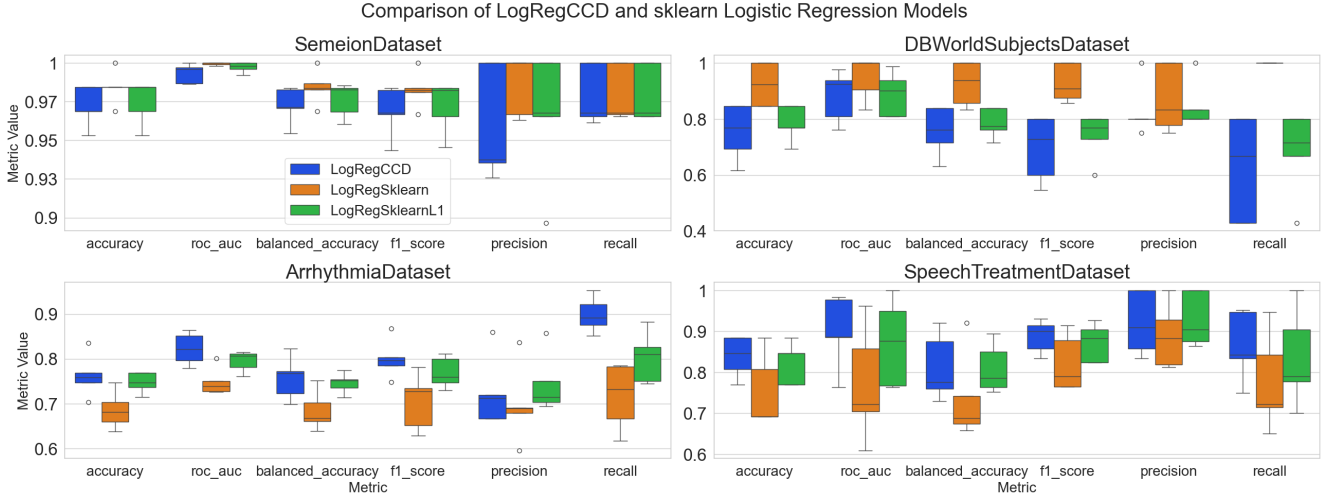 Comparison of LogRegCCD and sklearn Logistic Regression Models
SemeionDataset
1
0.97
0.95
0.93
0.9
Metric Value
LogRegCCD
LogRegSklearn
LogRegSklearnL1
accuracy roc_auc balanced_accuracy f1_score precision recall
DBWorldSubjectsDataset
1
0.8
0.6
0.4
accuracy roc_auc balanced_accuracy f1_score precision recall
ArrhythmiaDataset
0.9
0.8
0.7
0.6
Metric Value
accuracy roc_auc balanced_accuracy f1_score precision recall
Metric
SpeechTreatmentDataset
1
0.9
0.8
0.7
0.6
accuracy roc_auc balanced_accuracy f1_score precision recall
Metric